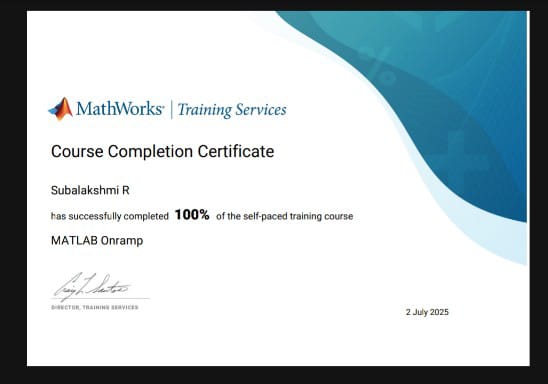 MathWorks® | Training Services
Course Completion Certificate
Subalakshmi R
has successfully completed 100% of the self-paced training course
MATLAB Onramp
DIRECTOR, TRAINING SERVICES
2 July 2025